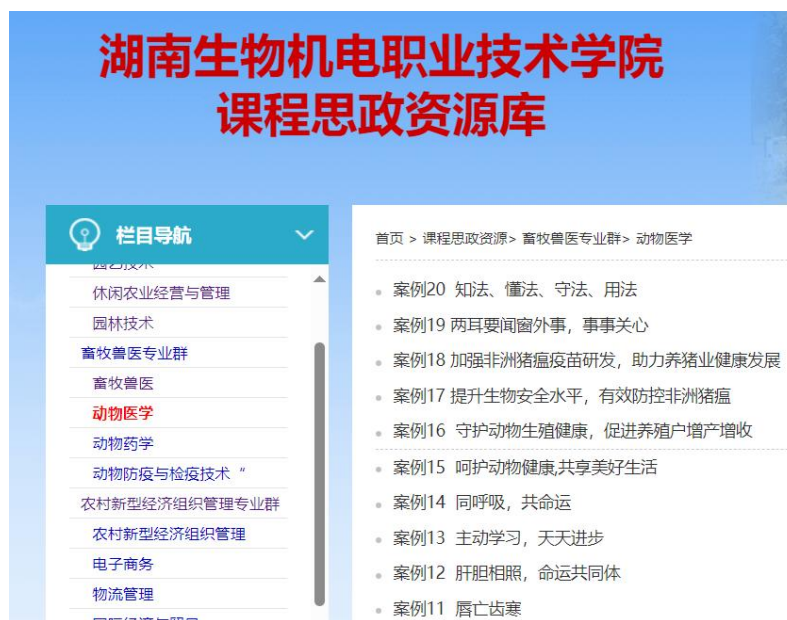 湖南生物机电职业技术学院
课程思政资源库
栏目导航
休闲农业经营与管理
园林技术
畜牧兽医专业群
畜牧兽医
动物医学
动物药学
动物防疫与检疫技术“
农村新型经济组织管理专业群
农村新型经济组织管理
电子商务
物流管理
首页 > 课程思政资源> 畜牧兽医专业群> 动物医学
案例20 知法、懂法、守法、用法
案例19 两耳要闻窗外事，事事关心
案例18 加强非洲猪瘟疫苗研发，助力养猪业健康发展
案例17 提升生物安全水平，有效防控非洲猪瘟
案例16 守护动物生殖健康，促进养殖户增产增收
案例15 呵护动物健康,共享美好生活
案例14 同呼吸，共命运
案例13 主动学习，天天进步
案例12 肝胆相照，命运共同体
案例11 唇亡齿寒